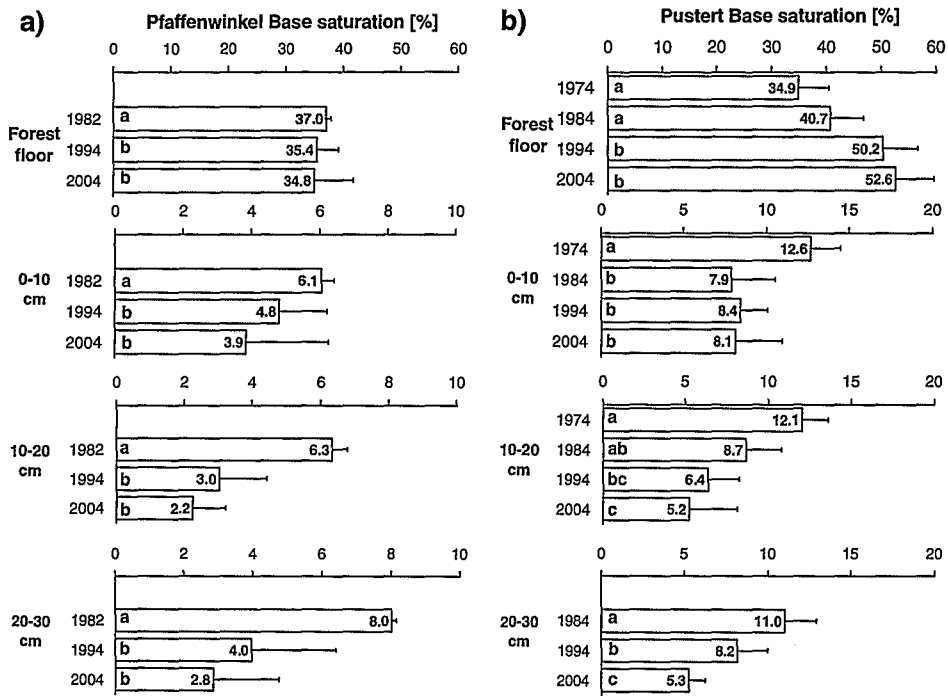 a)
Pfaffenwinkel Base saturation [%]
0 10 20 30 40 50 60
Forest
floor
1982 a 37.0
1994 b 35.4
2004 b 34.8
0 2 4 6 8 10
0-10
cm
1982 a 6.1
1994 b 4.8
2004 b 3.9
0 2 4 6 8 10
10-20
cm
1982 a 6.3
1994 b 3.0
2004 b 2.2
0 2 4 6 8 10
20-30
cm
1982 a 8.0
1994 b 4.0
2004 b 2.8
b)
Pustert Base saturation [%]
0 10 20 30 40 50 60
Forest
floor
1974 a 34.9
1984 a 40.7
1994 b 50.2
2004 b 52.6
0 5 10 15 20
0-10
cm
1974 a 12.6
1984 b 7.9
1994 b 8.4
2004 b 8.1
0 5 10 15 20
10-20
cm
1974 a 12.1
1984 ab 8.7
1994 bc 6.4
2004 c 5.2
0 5 10 15 20
20-30
cm
1984 a 11.0
1994 b 8.2
2004 c 5.3